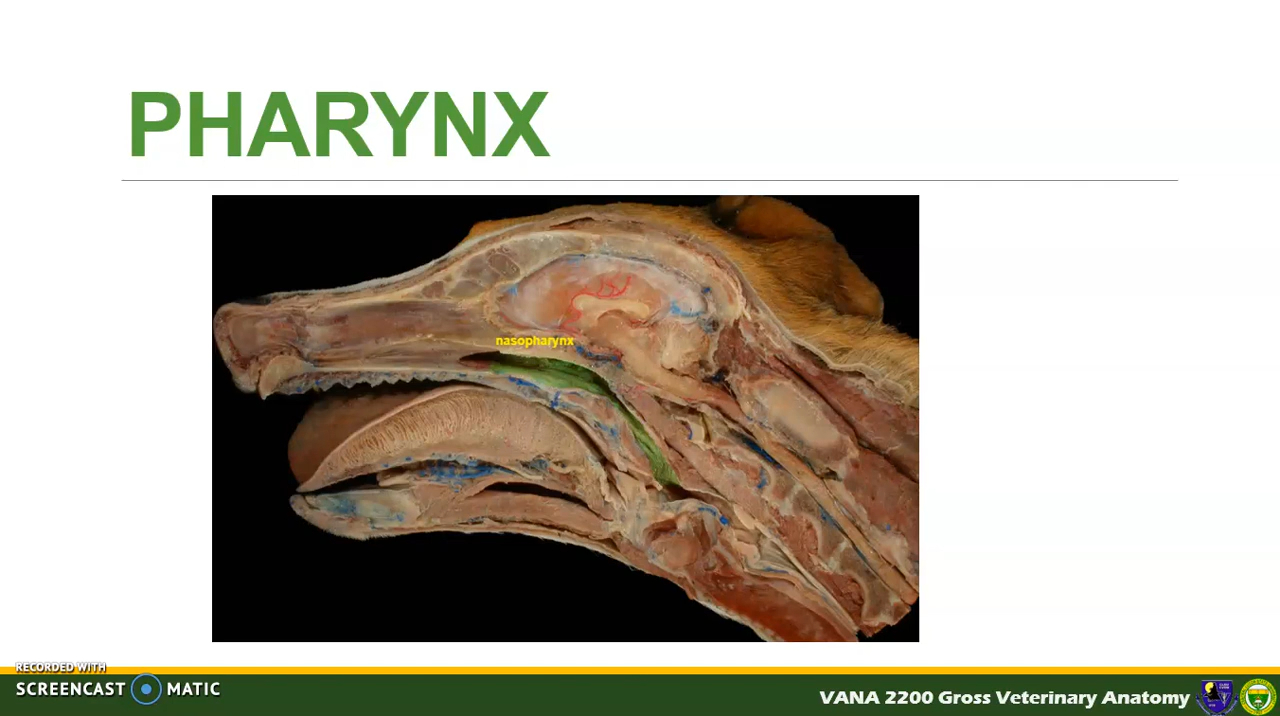 PHARYNX
nasopharynx
RECORDED WITH
SCREENCAST MATIC
VANA 2200 Gross Veterinary Anatomy